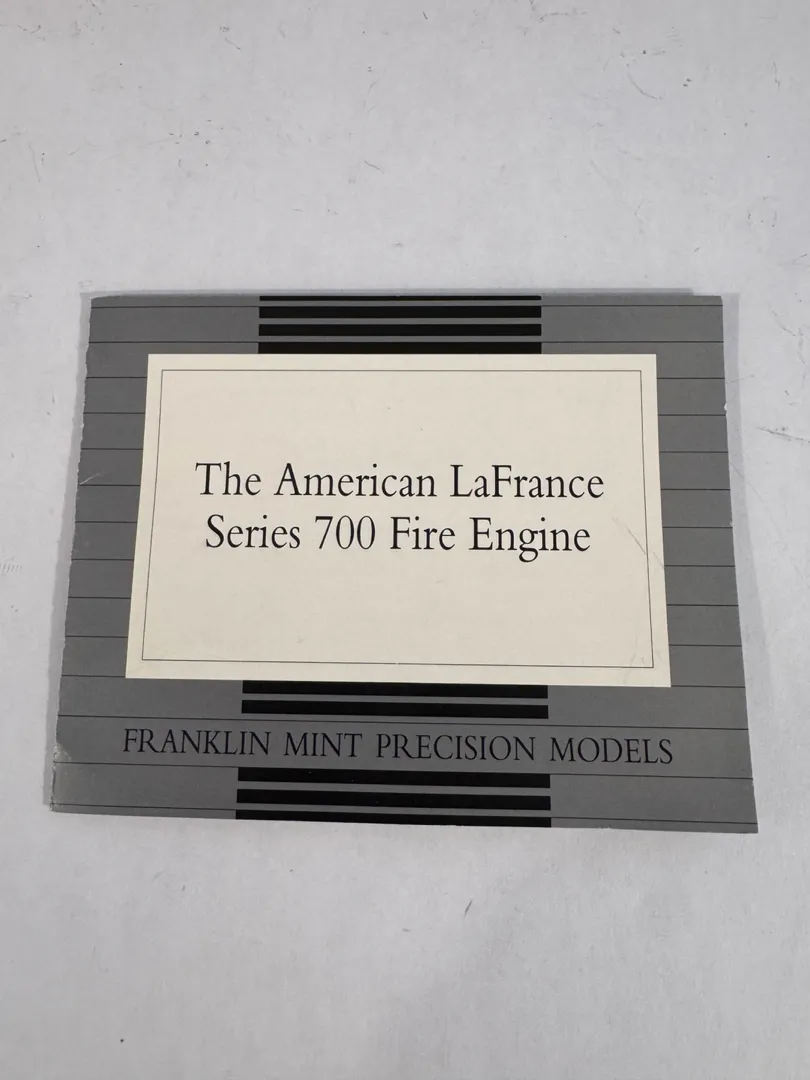 The American LaFrance
Series 700 Fire Engine
FRANKLIN MINT PRECISION MODELS